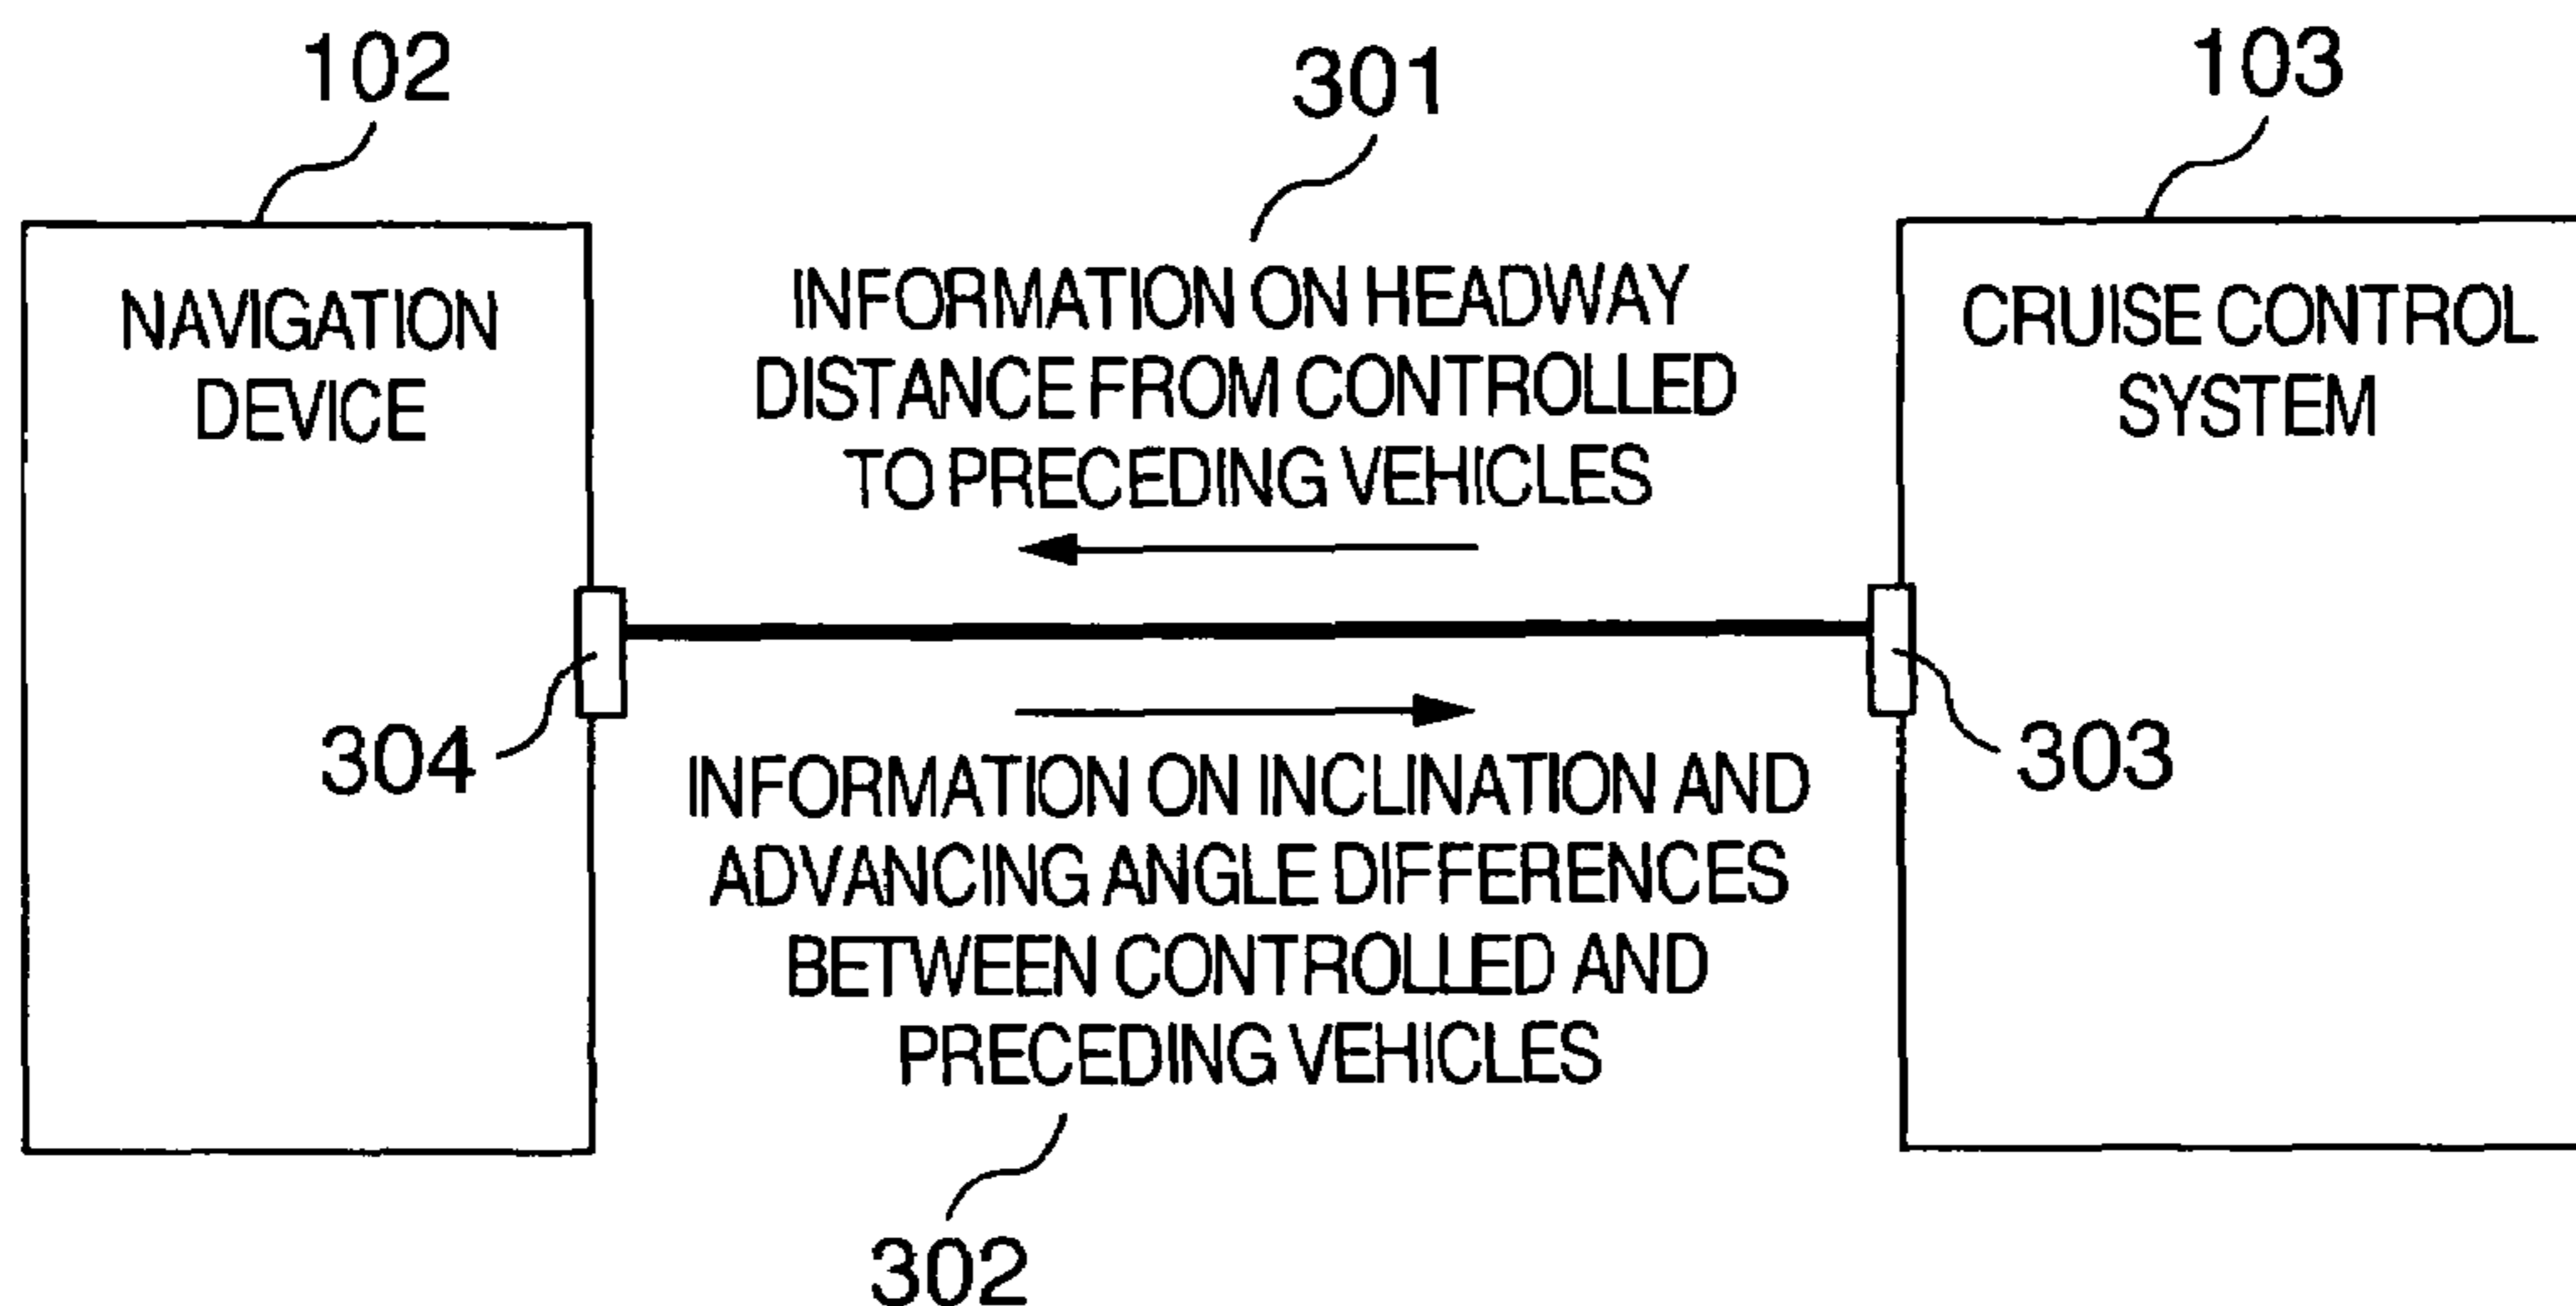 102
301
103
NAVIGATION
DEVICE
INFORMATION ON HEADWAY
DISTANCE FROM CONTROLLED
TO PRECEDING VEHICLES
CRUISE CONTROL
SYSTEM
304
303
INFORMATION ON INCLINATION AND
ADVANCING ANGLE DIFFERENCES
BETWEEN CONTROLLED AND
PRECEDING VEHICLES
302